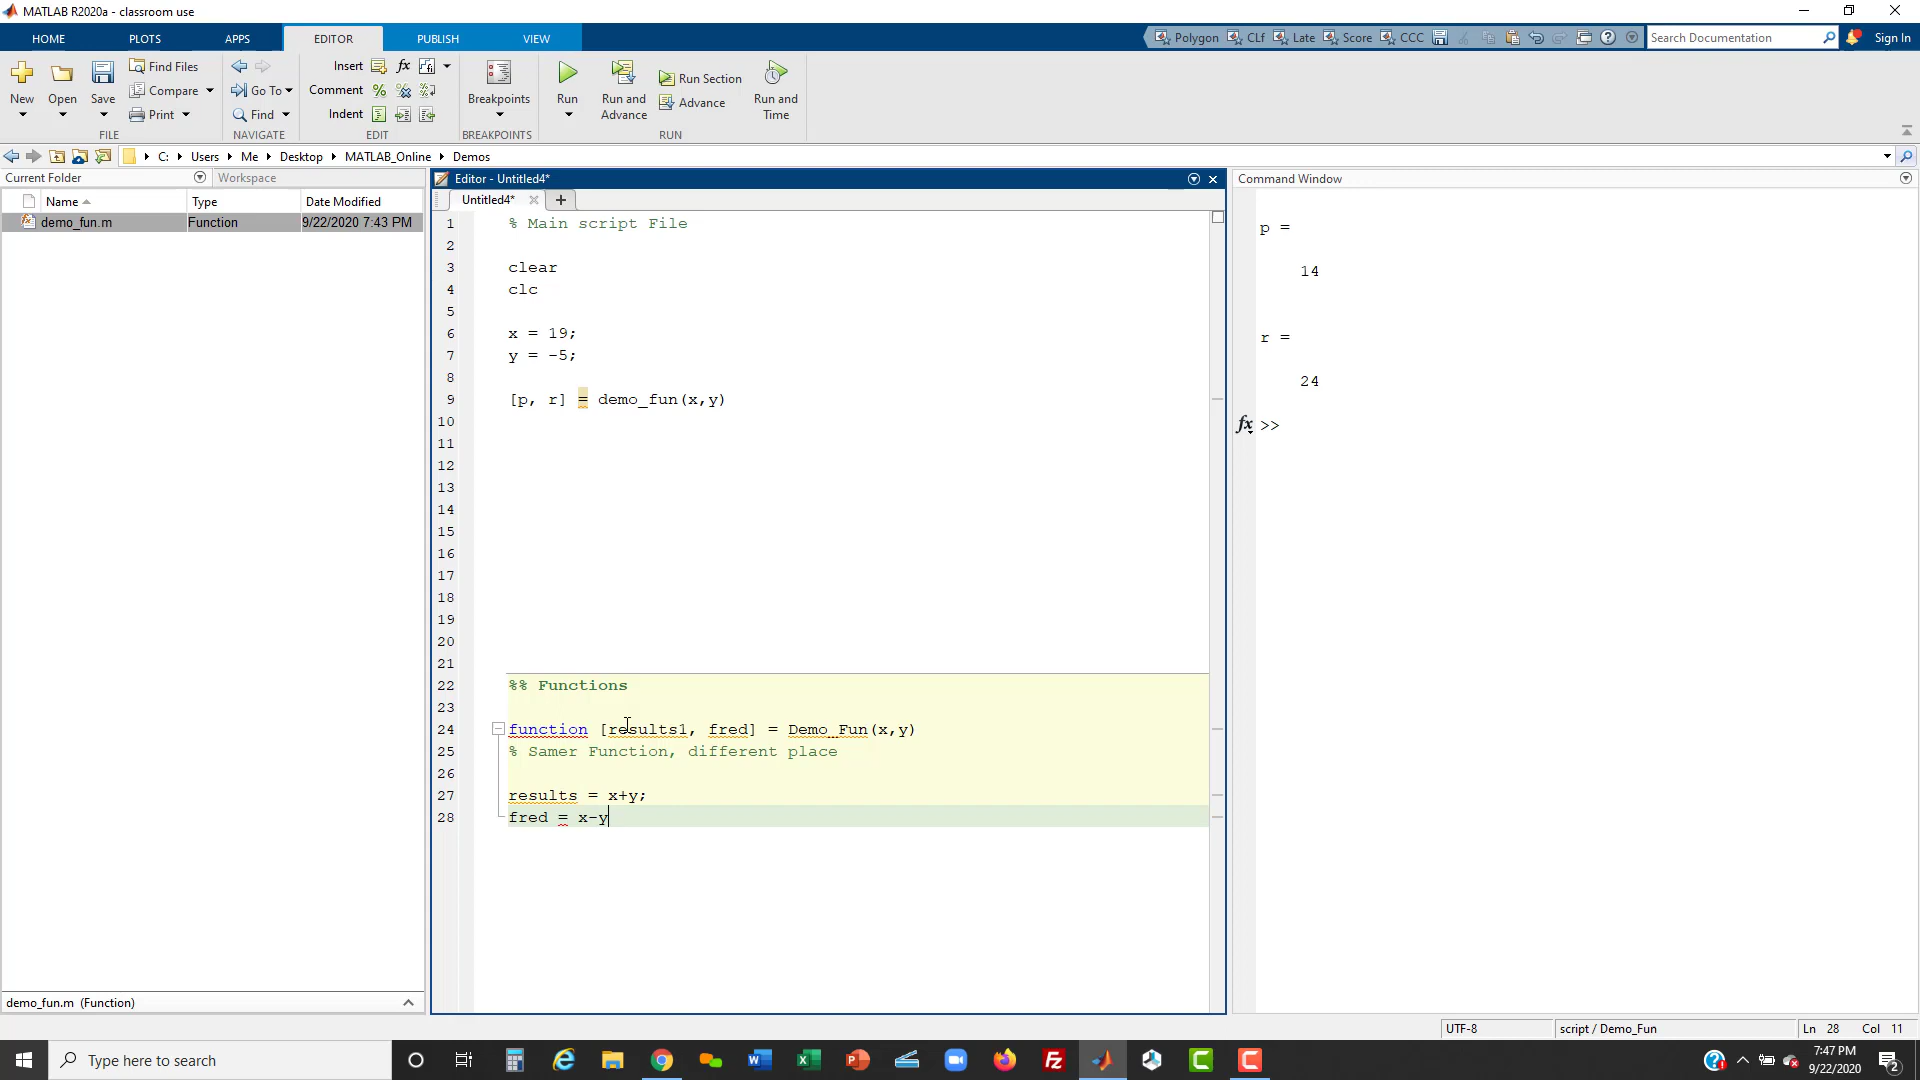 MATLAB R2020a - classroom use
HOME PLOTS APPS EDITOR PUBLISH VIEW Polygon CLf Late Score CCC Search Documentation Sign In
New Open Save Find Files Compare Print
Go To Find
Insert fx
Comment
Indent
Breakpoints Run Run and Advance Run Section Advance Run and Time
FILE NAVIGATE EDIT BREAKPOINTS RUN
C: Users Me Desktop MATLAB_Online Demos
Current Folder Workspace
Name Type Date Modified
demo_fun.m Function 9/22/2020 7:43 PM
demo_fun.m (Function)
Editor - Untitled4*
Untitled4*
1 % Main script File
2
3 clear
4 clc
5
6 x = 19;
7 y = -5;
8
9 [p, r] = demo_fun(x,y)
10
11
12
13
14
15
16
17
18
19
20
21
22 %% Functions
23
24 function [results1, fred] = Demo_Fun(x,y)
25 % Samer Function, different place
26
27 results = x+y;
28 fred = x-y
Command Window
p =
14
r =
24
fx >>
UTF-8 script / Demo_Fun Ln 28 Col 11
Type here to search
7:47 PM
9/22/2020
2